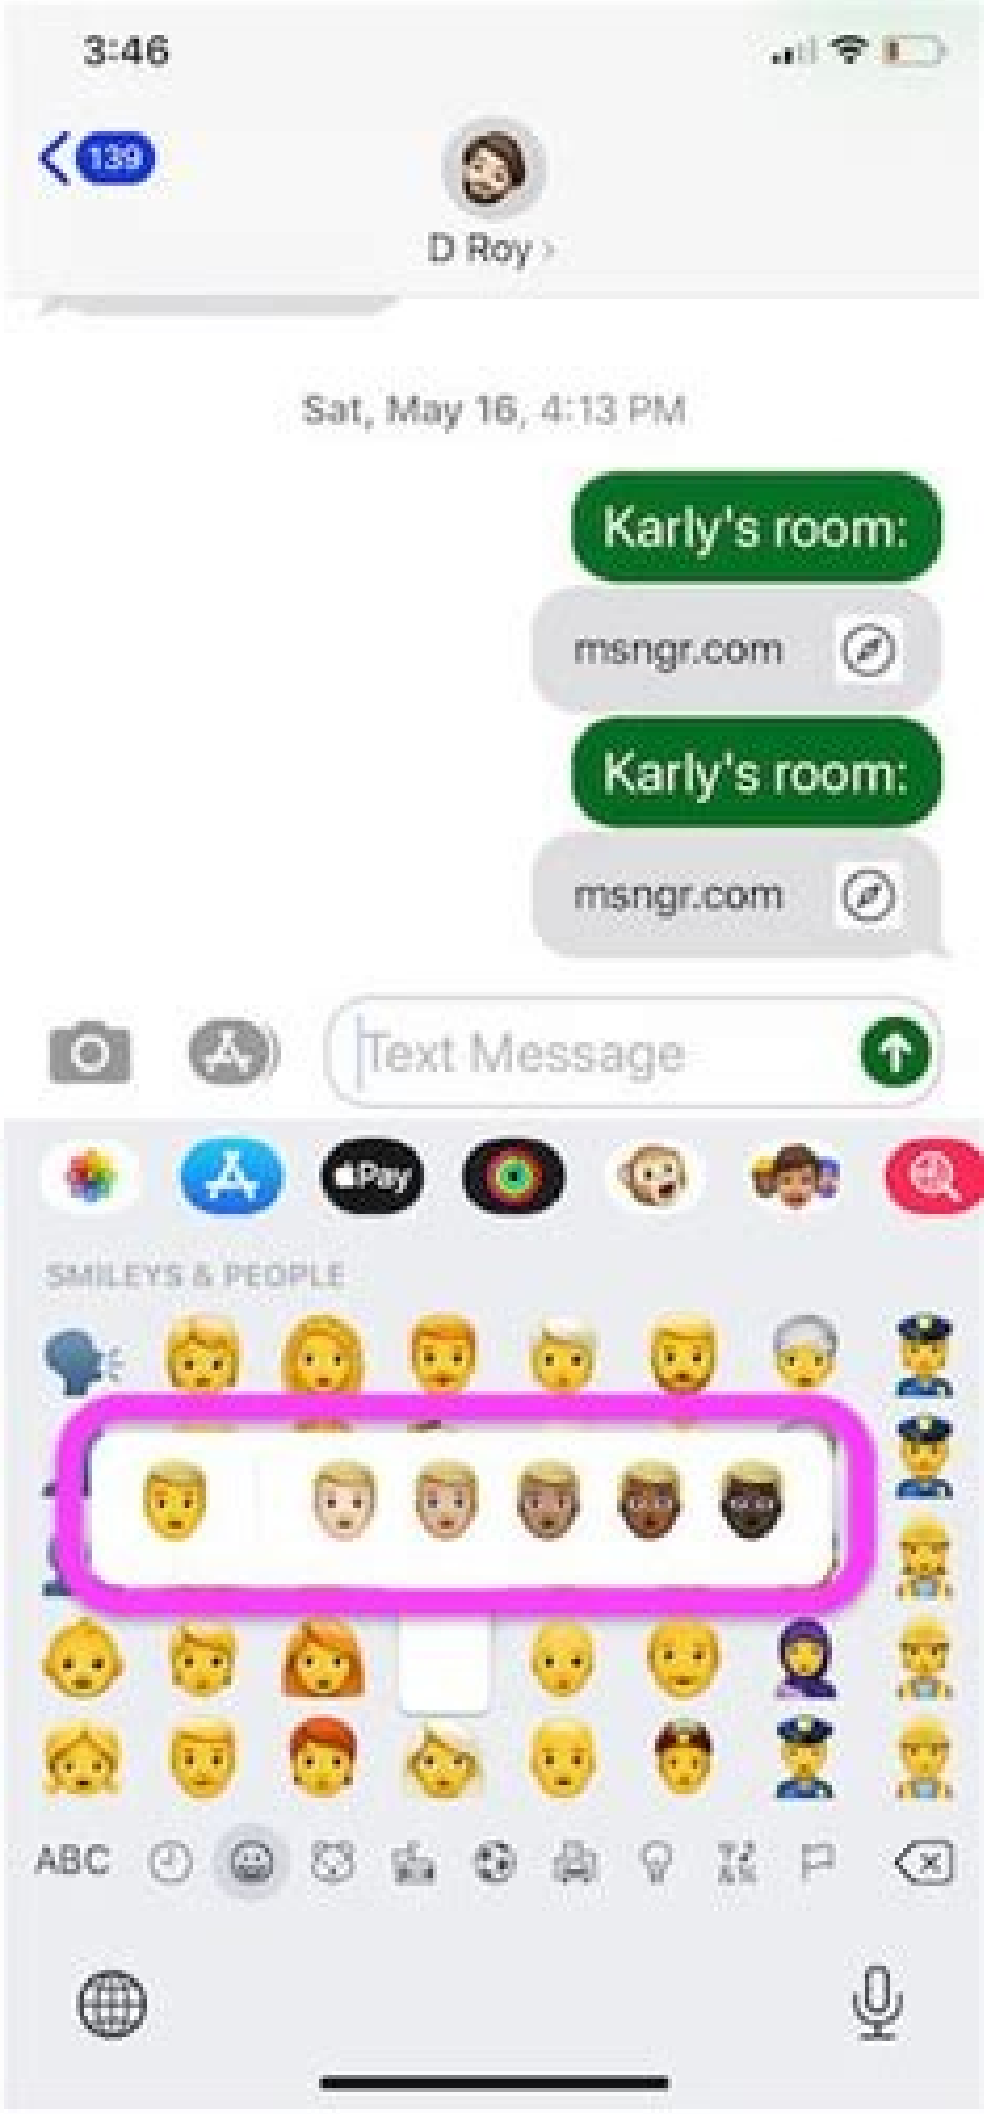 3:46
139
D Roy
Sat, May 16, 4:13 PM
Karly's room:
msngr.com
Karly's room:
msngr.com
Text Message
Pay
SMILEYS & PEOPLE
ABC